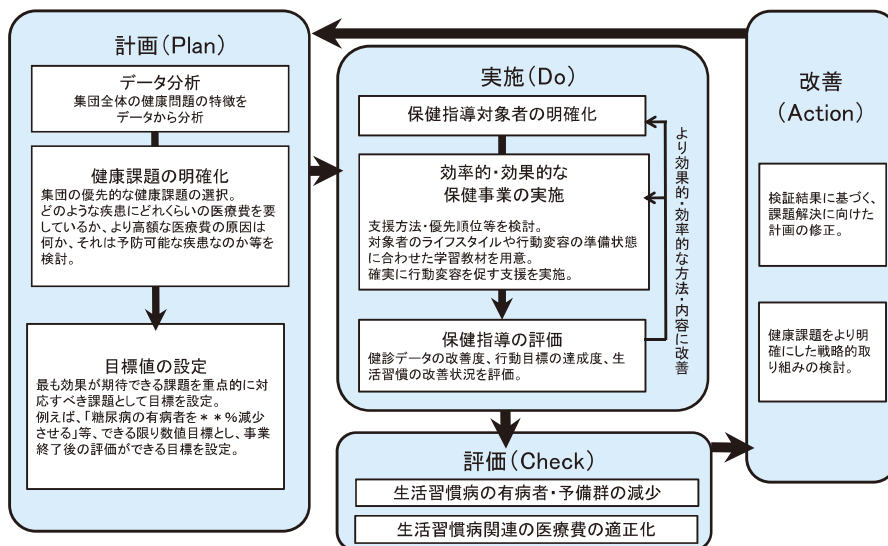 計画(Plan)
データ分析
集団全体の健康問題の特徴を
データから分析
健康課題の明確化
集団の優先的な健康課題の選択。
どのような疾患にどれくらいの医療費を要
しているか、より高額な医療費の原因は
何か、それは予防可能な疾患なのか等を
検討。
目標値の設定
最も効果が期待できる課題を重点的に対
応すべき課題として目標を設定。
例えば、「糖尿病の有病者を＊＊%減少
させる」等、できる限り数値目標とし、事業
終了後の評価ができる目標を設定。
実施(Do)
保健指導対象者の明確化
効率的・効果的な
保健事業の実施
支援方法・優先順位等を検討。
対象者のライフスタイルや行動変容の準備状態
に合わせた学習教材を用意。
確実に行動変容を促す支援を実施。
保健指導の評価
健診データの改善度、行動目標の達成度、生
活習慣の改善状況を評価。
より効果的・効率的な方法・内容に改善
評価(Check)
生活習慣病の有病者・予備群の減少
生活習慣病関連の医療費の適正化
改善
(Action)
検証結果に基づく、
課題解決に向けた
計画の修正。
健康課題をより明
確にした戦略的取
り組みの検討。